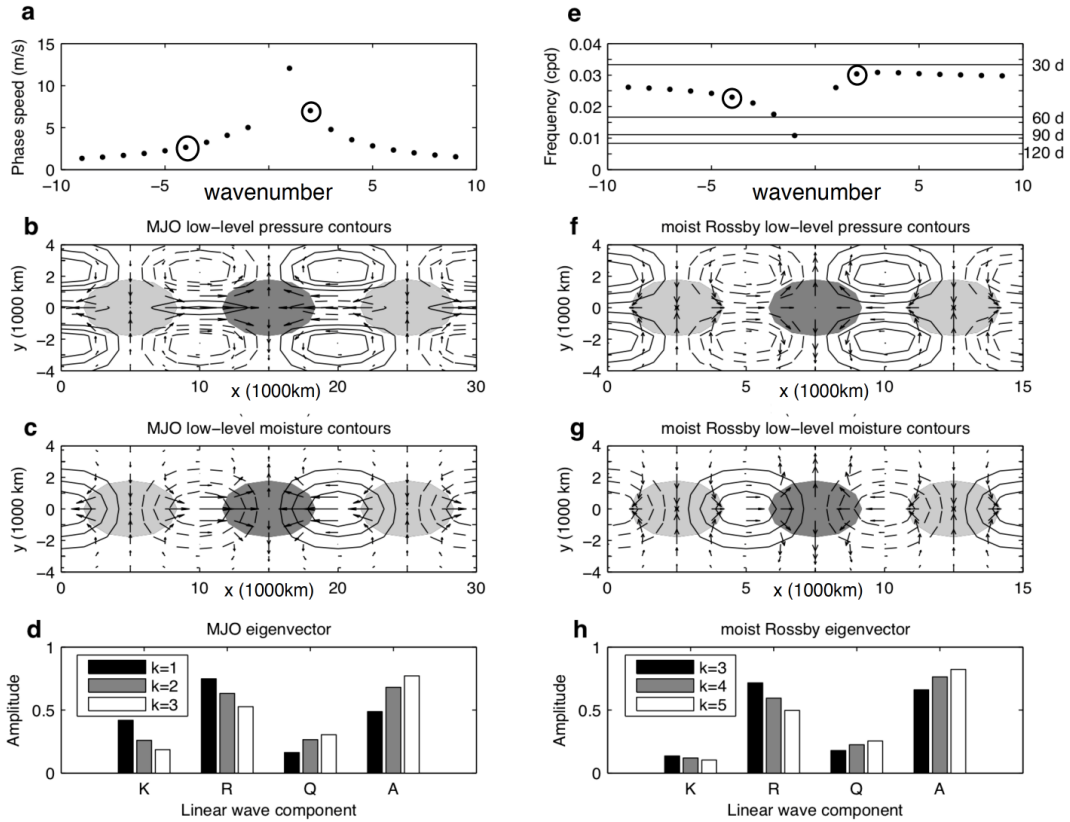 a
15
10
5
0
Phase speed (m/s)
−10 −5 wavenumber 5 10
e
0.04
0.03
0.02
0.01
0
Frequency (cpd)
30 d
60 d
90 d
120 d
−10 −5 wavenumber 5 10
b MJO low−level pressure contours
4
2
0
−2
−4
y (1000 km)
0 10 20 30
x (1000km)
f moist Rossby low−level pressure contours
4
2
0
−2
−4
y (1000 km)
0 5 10 15
x (1000km)
c MJO low−level moisture contours
4
2
0
−2
−4
y (1000 km)
0 10 20 30
x (1000km)
g moist Rossby low−level moisture contours
4
2
0
−2
−4
y (1000 km)
0 5 10 15
x (1000km)
d MJO eigenvector
1
0.5
0
Amplitude
k=1
k=2
k=3
K R Q A
Linear wave component
h moist Rossby eigenvector
1
0.5
0
Amplitude
k=3
k=4
k=5
K R Q A
Linear wave component